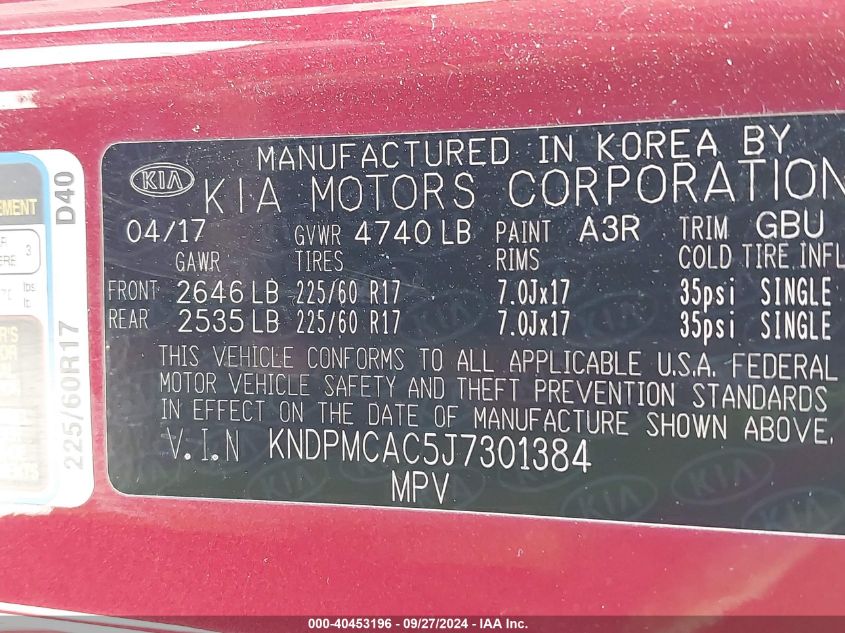 MANUFACTURED IN KOREA BY
KIA KIA MOTORS CORPORATION
04/17 GVWR 4740 LB PAINT A3R TRIM GBU
GAWR TIRES RIMS COLD TIRE INFL
FRONT 2646 LB 225/60 R17 7.0Jx17 35psi SINGLE
REAR 2535 LB 225/60 R17 7.0Jx17 35psi SINGLE
THIS VEHICLE CONFORMS TO ALL APPLICABLE U.S.A. FEDERAL
MOTOR VEHICLE SAFETY AND THEFT PREVENTION STANDARDS
IN EFFECT ON THE DATE OF MANUFACTURE SHOWN ABOVE.
V.I.N KNDPMCAC5J7301384
MPV
EMENT
3
lbs
lb.
225/60R17 D40
000-40453196 - 09/27/2024 - IAA Inc.